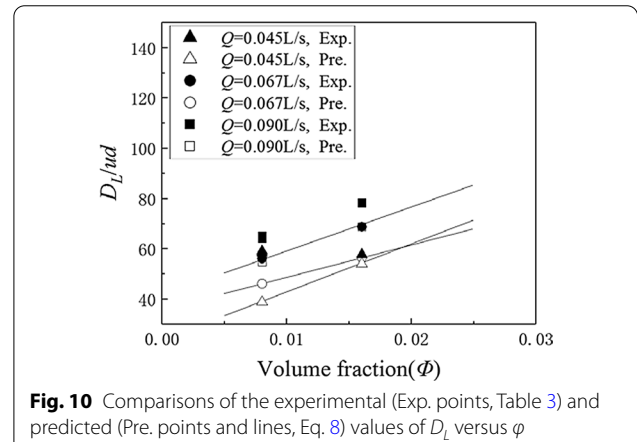 140
120
100
80
60
40
D_L/ud
▲ Q=0.045L/s, Exp.
△ Q=0.045L/s, Pre.
● Q=0.067L/s, Exp.
○ Q=0.067L/s, Pre.
■ Q=0.090L/s, Exp.
□ Q=0.090L/s, Pre.
0.00 0.01 0.02 0.03
Volume fraction(Φ)
Fig. 10 Comparisons of the experimental (Exp. points, Table 3) and
predicted (Pre. points and lines, Eq. 8) values of D_L versus φ